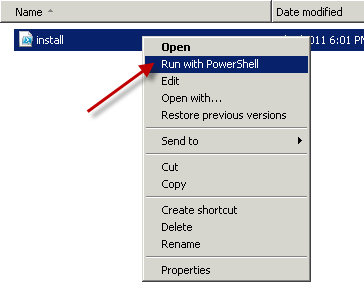 Name Date modified
install 2011 6:01 PM
Open
Run with PowerShell
Edit
Open with...
Restore previous versions
Send to
Cut
Copy
Create shortcut
Delete
Rename
Properties